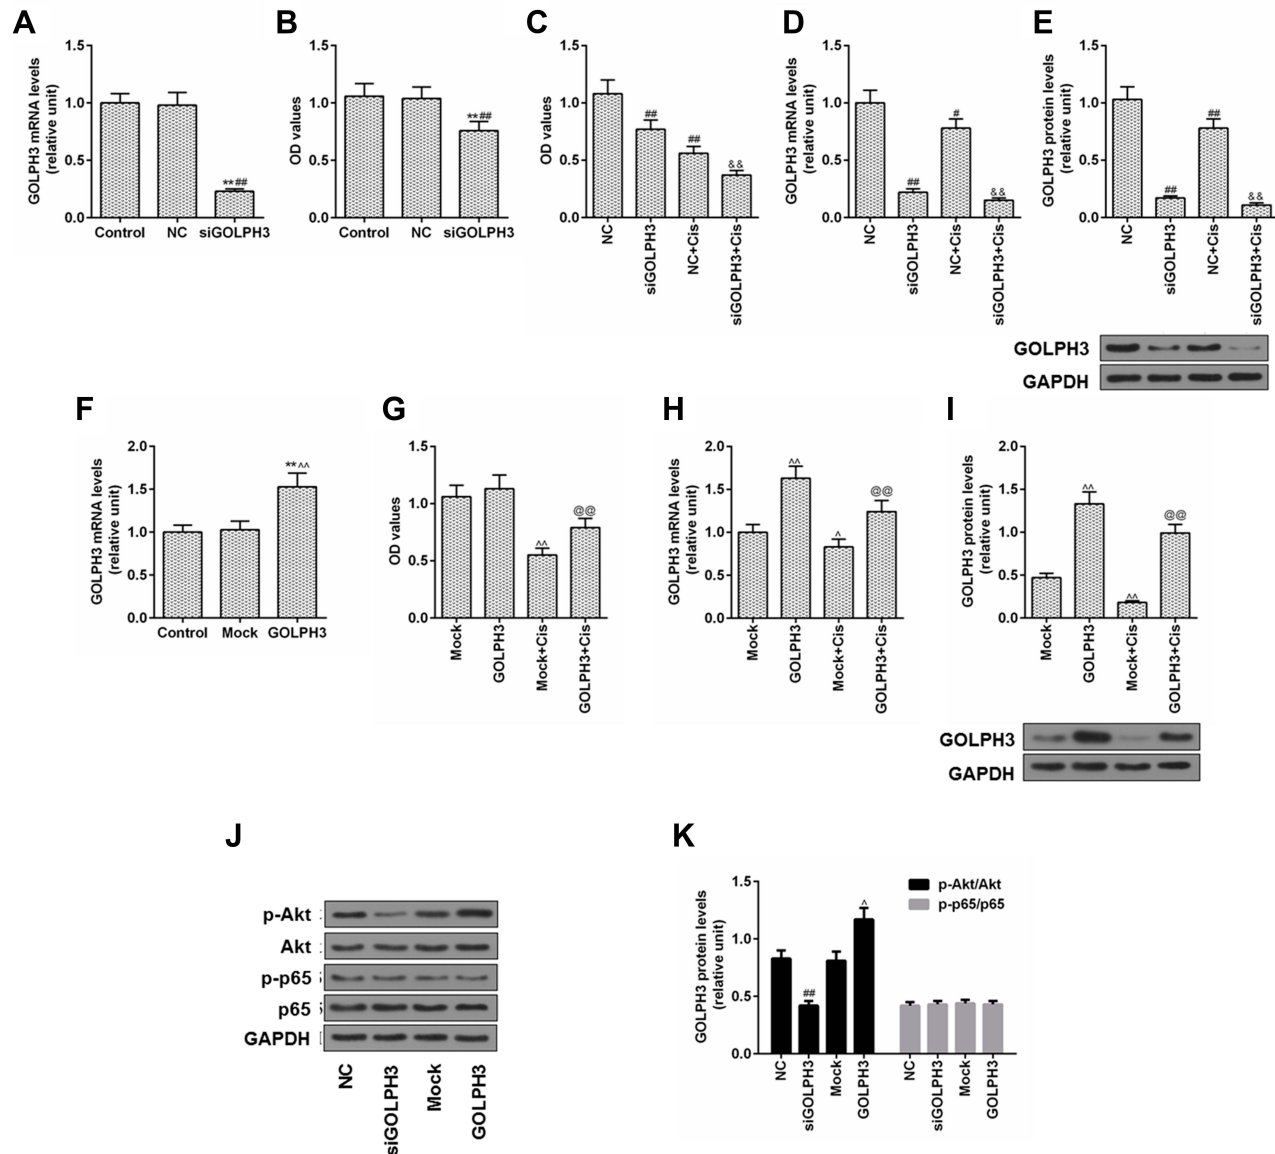 A
GOLPH3 mRNA levels
(relative unit)
1.5
1.0
0.5
0.0
**##
Control NC siGOLPH3
B
OD values
1.5
1.0
0.5
0.0
**##
Control NC siGOLPH3
C
OD values
1.5
1.0
0.5
0.0
##
##
&&
NC
siGOLPH3
NC+Cis
siGOLPH3+Cis
D
GOLPH3 mRNA levels
(relative unit)
1.5
1.0
0.5
0.0
##
#
&&
NC
siGOLPH3
NC+Cis
siGOLPH3+Cis
E
GOLPH3 protein levels
(relative unit)
1.5
1.0
0.5
0.0
##
##
&&
NC
siGOLPH3
NC+Cis
siGOLPH3+Cis
GOLPH3
GAPDH
F
GOLPH3 mRNA levels
(relative unit)
2.0
1.5
1.0
0.5
0.0
**^^
Control Mock GOLPH3
G
OD values
1.5
1.0
0.5
0.0
^^
@@
Mock
GOLPH3
Mock+Cis
GOLPH3+Cis
H
GOLPH3 mRNA levels
(relative unit)
2.0
1.5
1.0
0.5
0.0
^^
^
@@
Mock
GOLPH3
Mock+Cis
GOLPH3+Cis
I
GOLPH3 protein levels
(relative unit)
2.0
1.5
1.0
0.5
0.0
^^
^^
@@
Mock
GOLPH3
Mock+Cis
GOLPH3+Cis
GOLPH3
GAPDH
J
p-Akt
Akt
p-p65
p65
GAPDH
NC
siGOLPH3
Mock
GOLPH3
K
GOLPH3 protein levels
(relative unit)
1.5
1.0
0.5
0.0
##
^
p-Akt/Akt
p-p65/p65
NC
siGOLPH3
Mock
GOLPH3
NC
siGOLPH3
Mock
GOLPH3